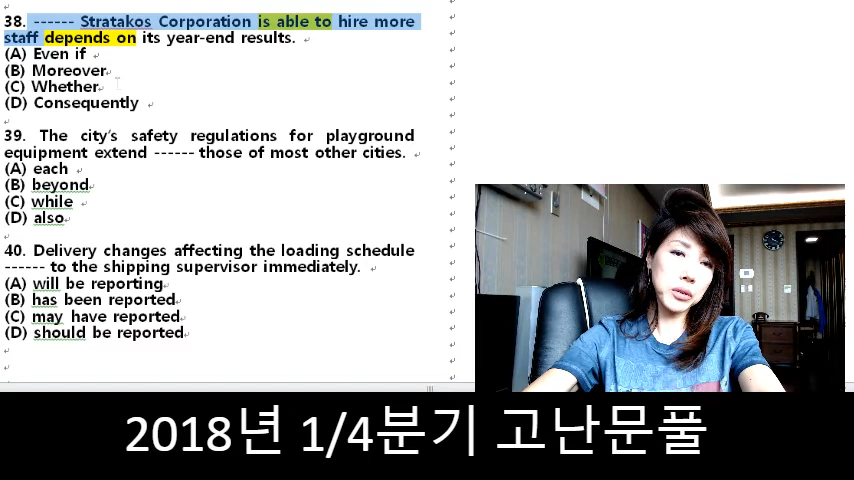 38. ------ Stratakos Corporation is able to hire more
staff depends on its year-end results.
(A) Even if
(B) Moreover
(C) Whether
(D) Consequently
39. The city's safety regulations for playground
equipment extend ------ those of most other cities.
(A) each
(B) beyond
(C) while
(D) also
40. Delivery changes affecting the loading schedule
------ to the shipping supervisor immediately.
(A) will be reporting
(B) has been reported
(C) may have reported
(D) should be reported
2018년 1/4분기 고난문풀